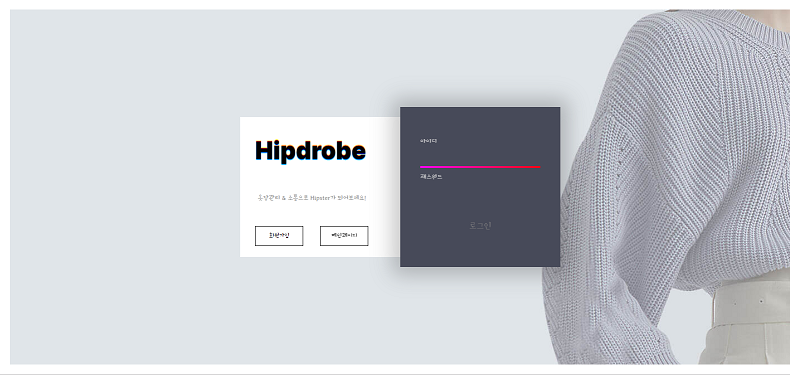 Hipdrobe
옷장관리 & 소통으로 Hipster가 되어보세요!
회원가입
메인페이지
아이디
패스워드
로그인